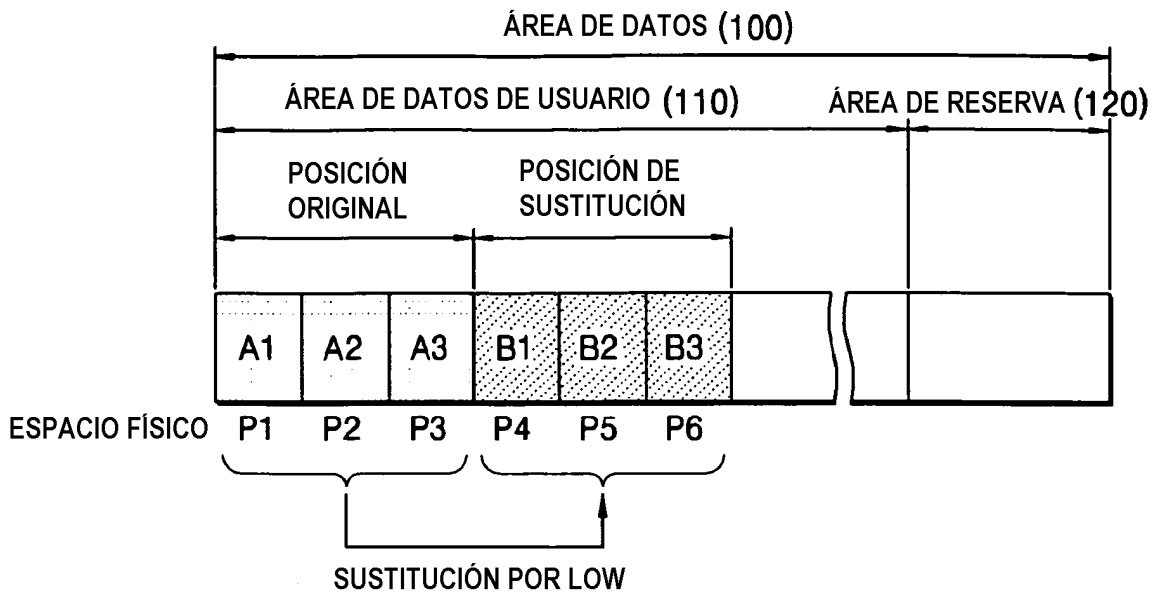 ÁREA DE DATOS (100)
ÁREA DE DATOS DE USUARIO (110)
ÁREA DE RESERVA (120)
POSICIÓN
ORIGINAL
POSICIÓN DE
SUSTITUCIÓN
A1 A2 A3 B1 B2 B3
ESPACIO FÍSICO P1 P2 P3 P4 P5 P6
SUSTITUCIÓN POR LOW